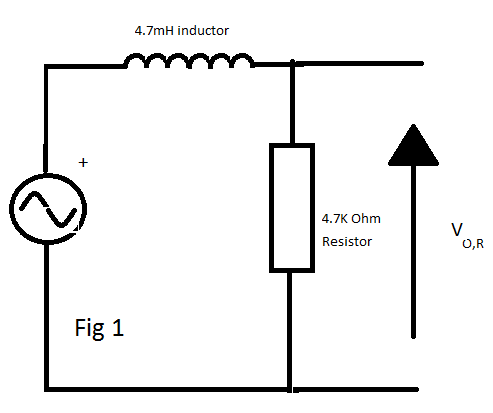 4.7mH inductor
+
4.7K Ohm
Resistor
V O,R
Fig 1